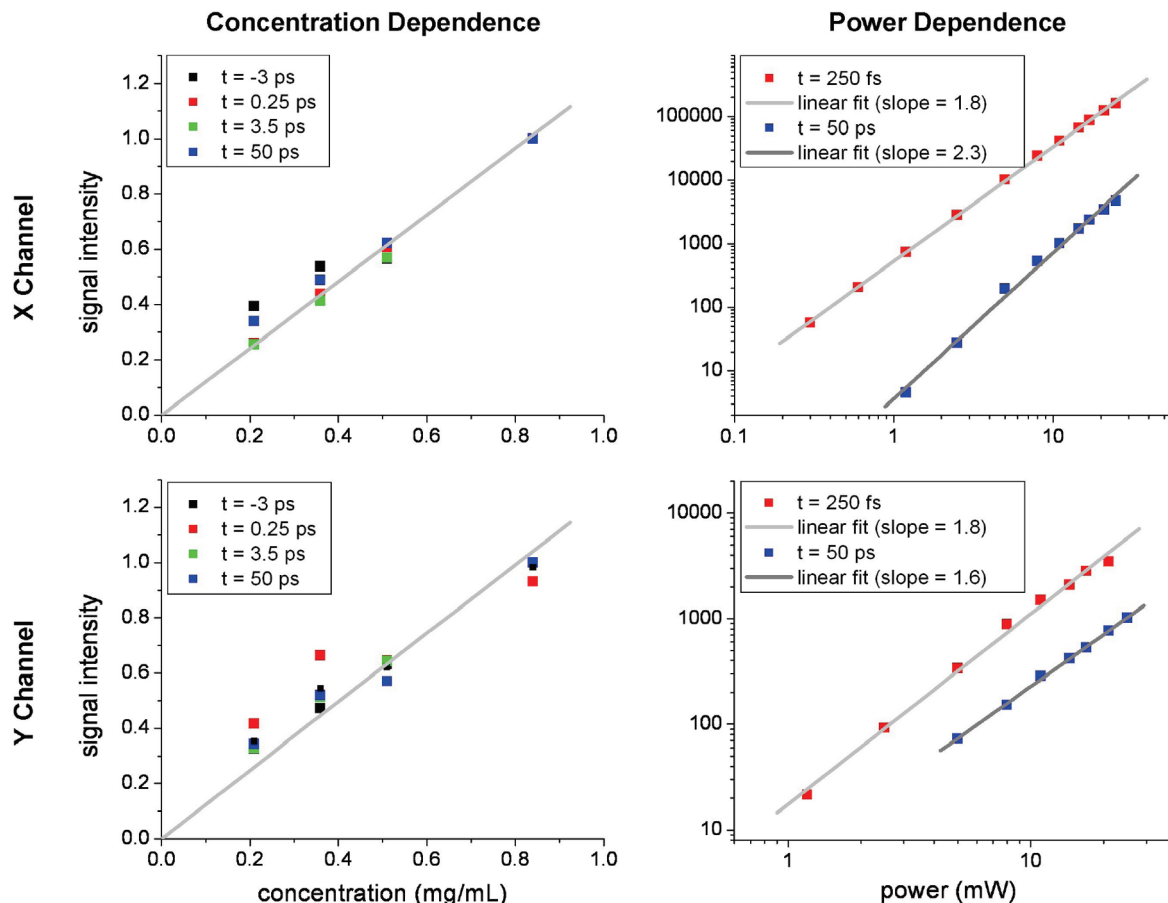 Concentration Dependence
Power Dependence
X Channel
signal intensity
1.2
1.0
0.8
0.6
0.4
0.2
0.0
t = -3 ps
t = 0.25 ps
t = 3.5 ps
t = 50 ps
0.0 0.2 0.4 0.6 0.8 1.0
100000
10000
1000
100
10
t = 250 fs
linear fit (slope = 1.8)
t = 50 ps
linear fit (slope = 2.3)
0.1 1 10
Y Channel
signal intensity
1.2
1.0
0.8
0.6
0.4
0.2
0.0
t = -3 ps
t = 0.25 ps
t = 3.5 ps
t = 50 ps
0.0 0.2 0.4 0.6 0.8 1.0
concentration (mg/mL)
10000
1000
100
10
t = 250 fs
linear fit (slope = 1.8)
t = 50 ps
linear fit (slope = 1.6)
1 10
power (mW)